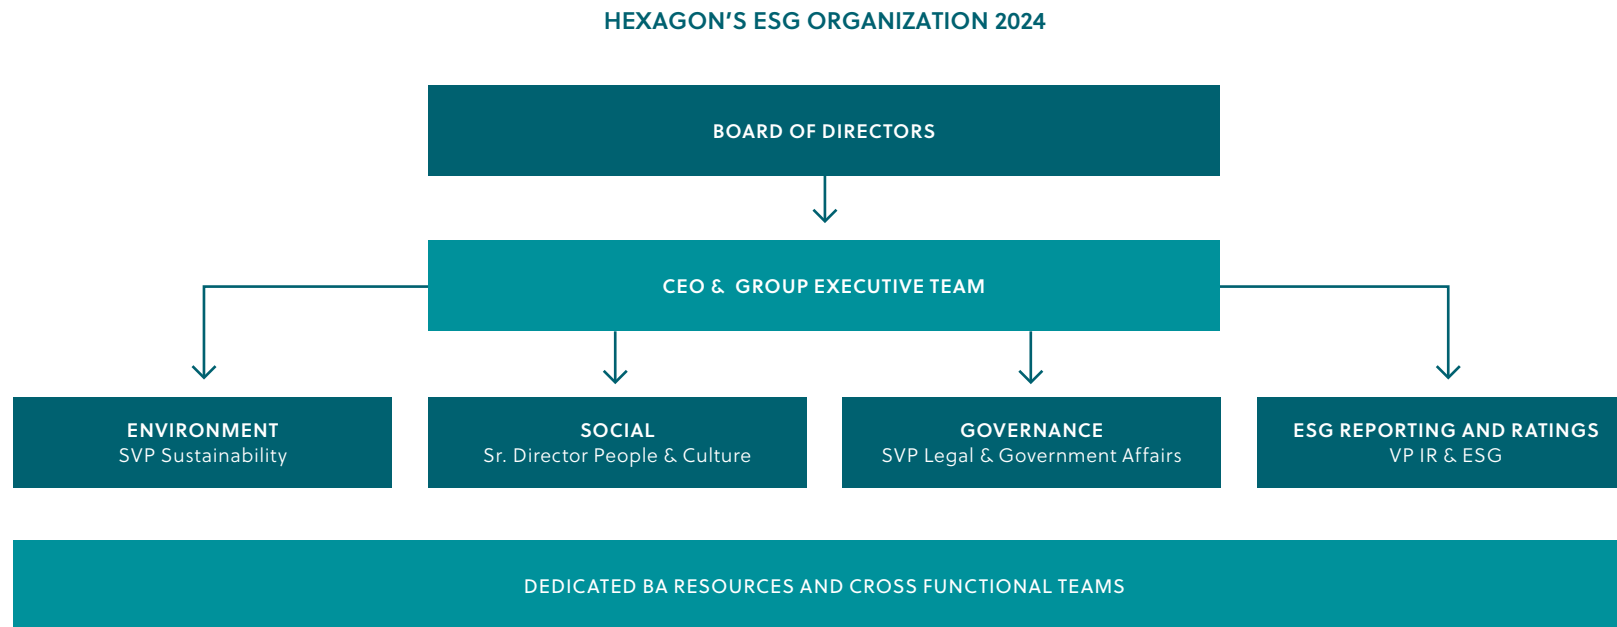 HEXAGON'S ESG ORGANIZATION 2024
BOARD OF DIRECTORS
CEO & GROUP EXECUTIVE TEAM
ENVIRONMENT
SVP Sustainability
SOCIAL
Sr. Director People & Culture
GOVERNANCE
SVP Legal & Government Affairs
ESG REPORTING AND RATINGS
VP IR & ESG
DEDICATED BA RESOURCES AND CROSS FUNCTIONAL TEAMS